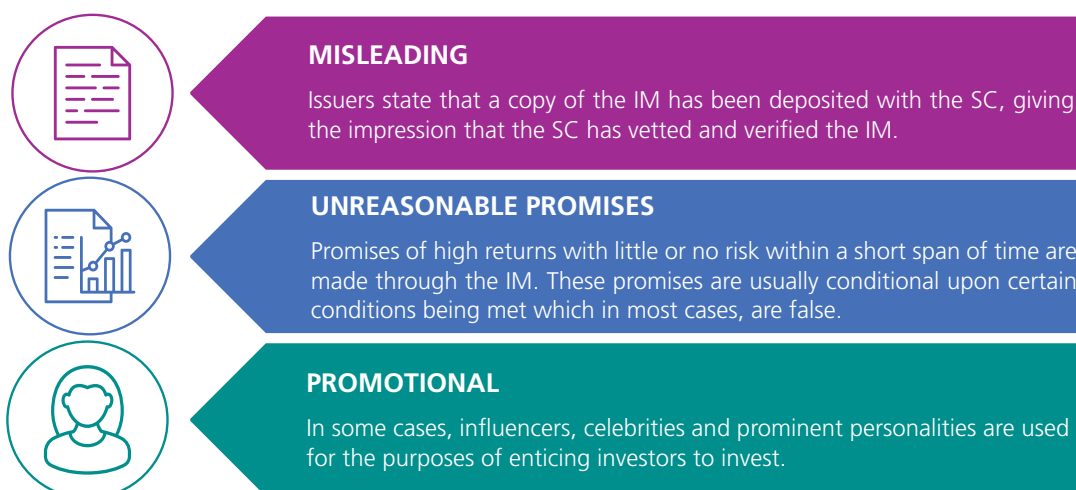 MISLEADING
Issuers state that a copy of the IM has been deposited with the SC, giving
the impression that the SC has vetted and verified the IM.
UNREASONABLE PROMISES
Promises of high returns with little or no risk within a short span of time are
made through the IM. These promises are usually conditional upon certain
conditions being met which in most cases, are false.
PROMOTIONAL
In some cases, influencers, celebrities and prominent personalities are used
for the purposes of enticing investors to invest.